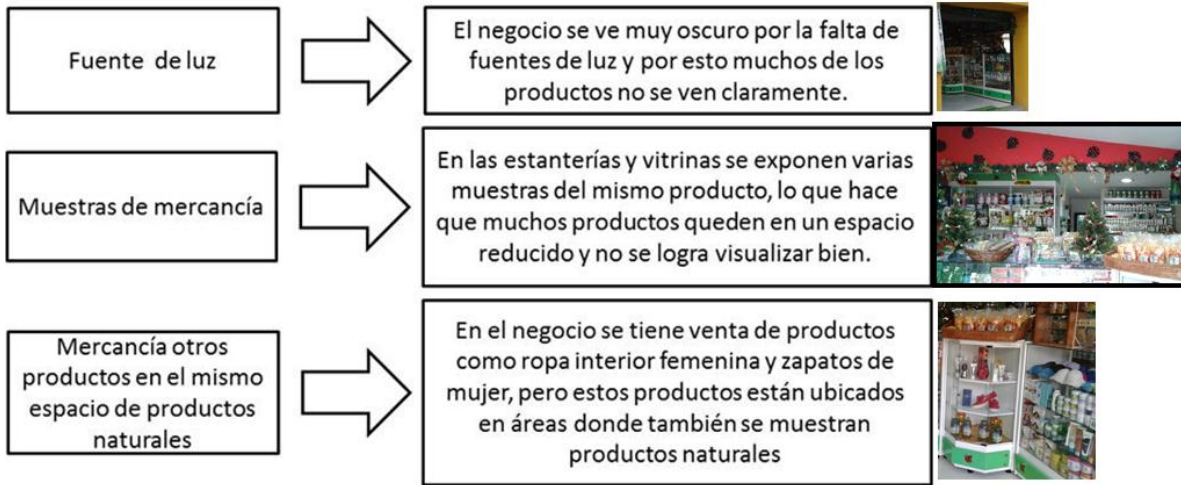 Fuente de luz
El negocio se ve muy oscuro por la falta de
fuentes de luz y por esto muchos de los
productos no se ven claramente.
Muestras de mercancía
En las estanterías y vitrinas se exponen varias
muestras del mismo producto, lo que hace
que muchos productos queden en un espacio
reducido y no se logra visualizar bien.
Mercancía otros
productos en el mismo
espacio de productos
naturales
En el negocio se tiene venta de productos
como ropa interior femenina y zapatos de
mujer, pero estos productos están ubicados
en áreas donde también se muestran
productos naturales